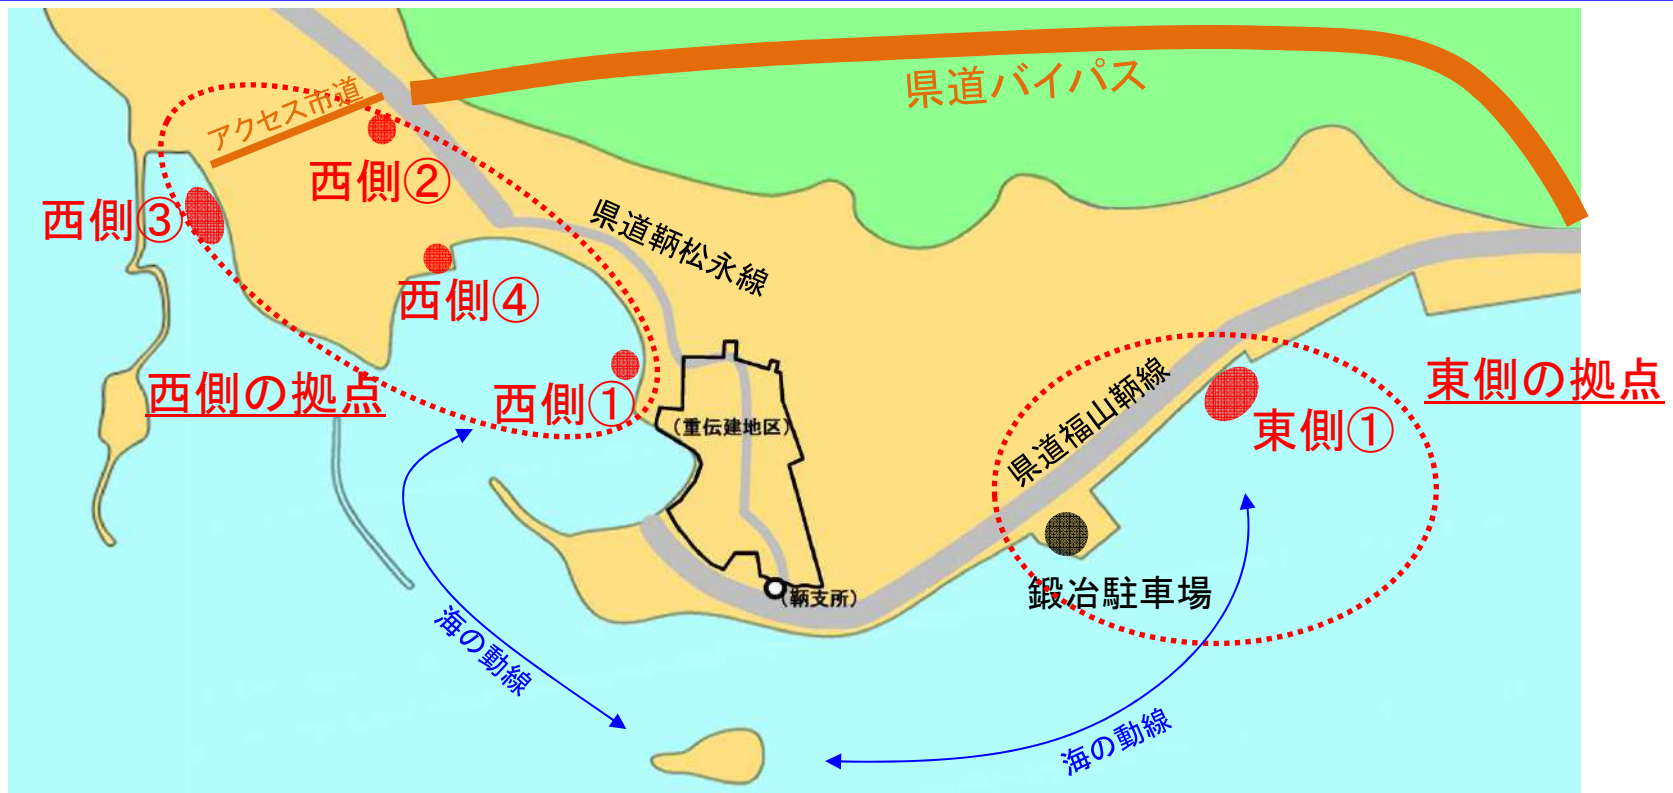 県道バイパス
アクセス市道
西側②
西側③
県道鞆松永線
西側④
西側の拠点
西側①
(重伝建地区)
県道福山鞆線
東側の拠点
東側①
鍛冶駐車場
(鞆支所)
海の動線
海の動線